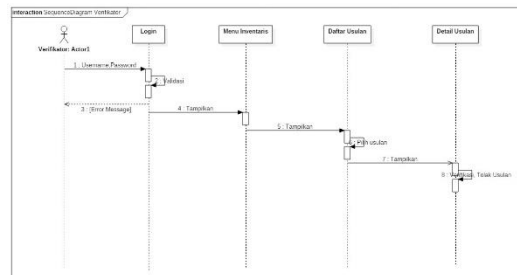 interaction SequenceDiagram Verifikator
Login
Menu Inventaris
Daftar Usulan
Detail Usulan
Verifikator: Actor1
1 : Username,Password
2 : Validasi
3 : [Error Message]
4 : Tampilkan
5 : Tampilkan
Pilih usulan
7 : Tampilkan
8 : Verifikasi, Tolak Usulan